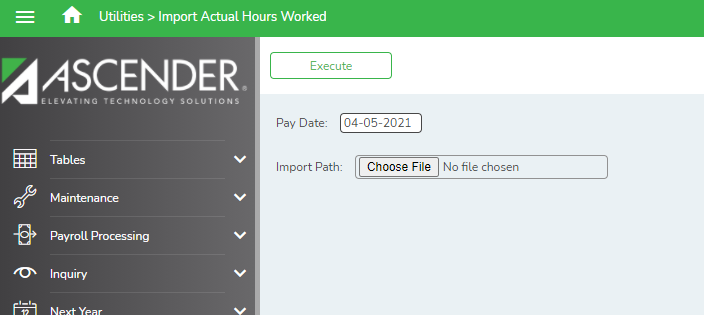 Utilities > Import Actual Hours Worked
ASCENDER®
ELEVATING TECHNOLOGY SOLUTIONS
Execute
Pay Date: 04-05-2021
Import Path: Choose File No file chosen
Tables
Maintenance
Payroll Processing
Inquiry
12 Next Year